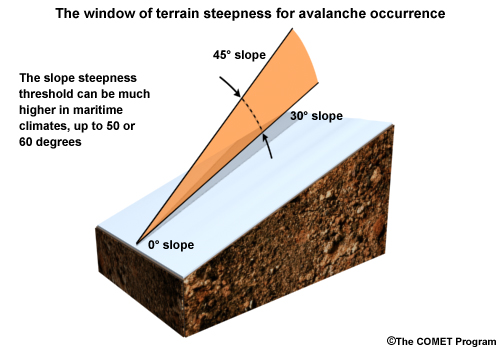 The window of terrain steepness for avalanche occurrence
45° slope
The slope steepness
threshold can be much
higher in maritime
climates, up to 50 or
60 degrees
30° slope
0° slope
©The COMET Program